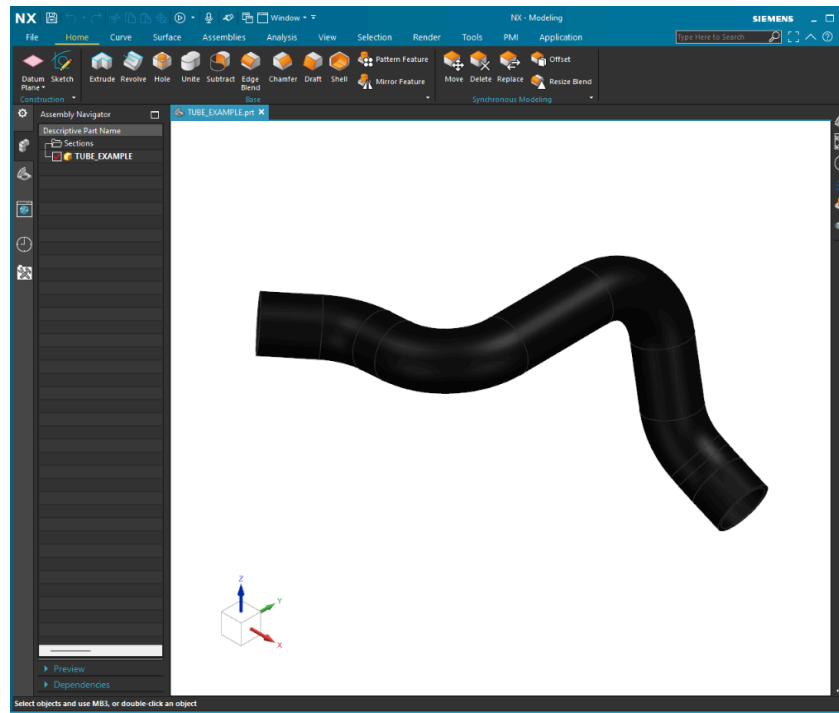 NX Window NX - Modeling SIEMENS
File Home Curve Surface Assemblies Analysis View Selection Render Tools PMI Application Type Here to Search
Pattern Feature Offset
Datum Plane Sketch Extrude Revolve Hole Unite Subtract Edge Blend Chamfer Draft Shell Mirror Feature Move Delete Replace Resize Blend
Construction Base Synchronous Modeling
Assembly Navigator TUBE_EXAMPLE.prt
Descriptive Part Name
Sections
TUBE_EXAMPLE
Z
Y
X
Preview
Dependencies
Select objects and use MB3, or double-click an object